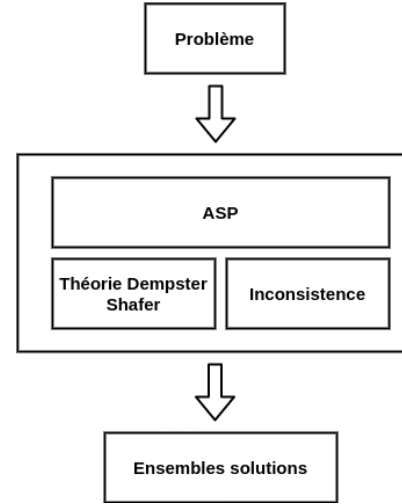 Problème
ASP
Théorie Dempster
Shafer
Inconsistence
Ensembles solutions